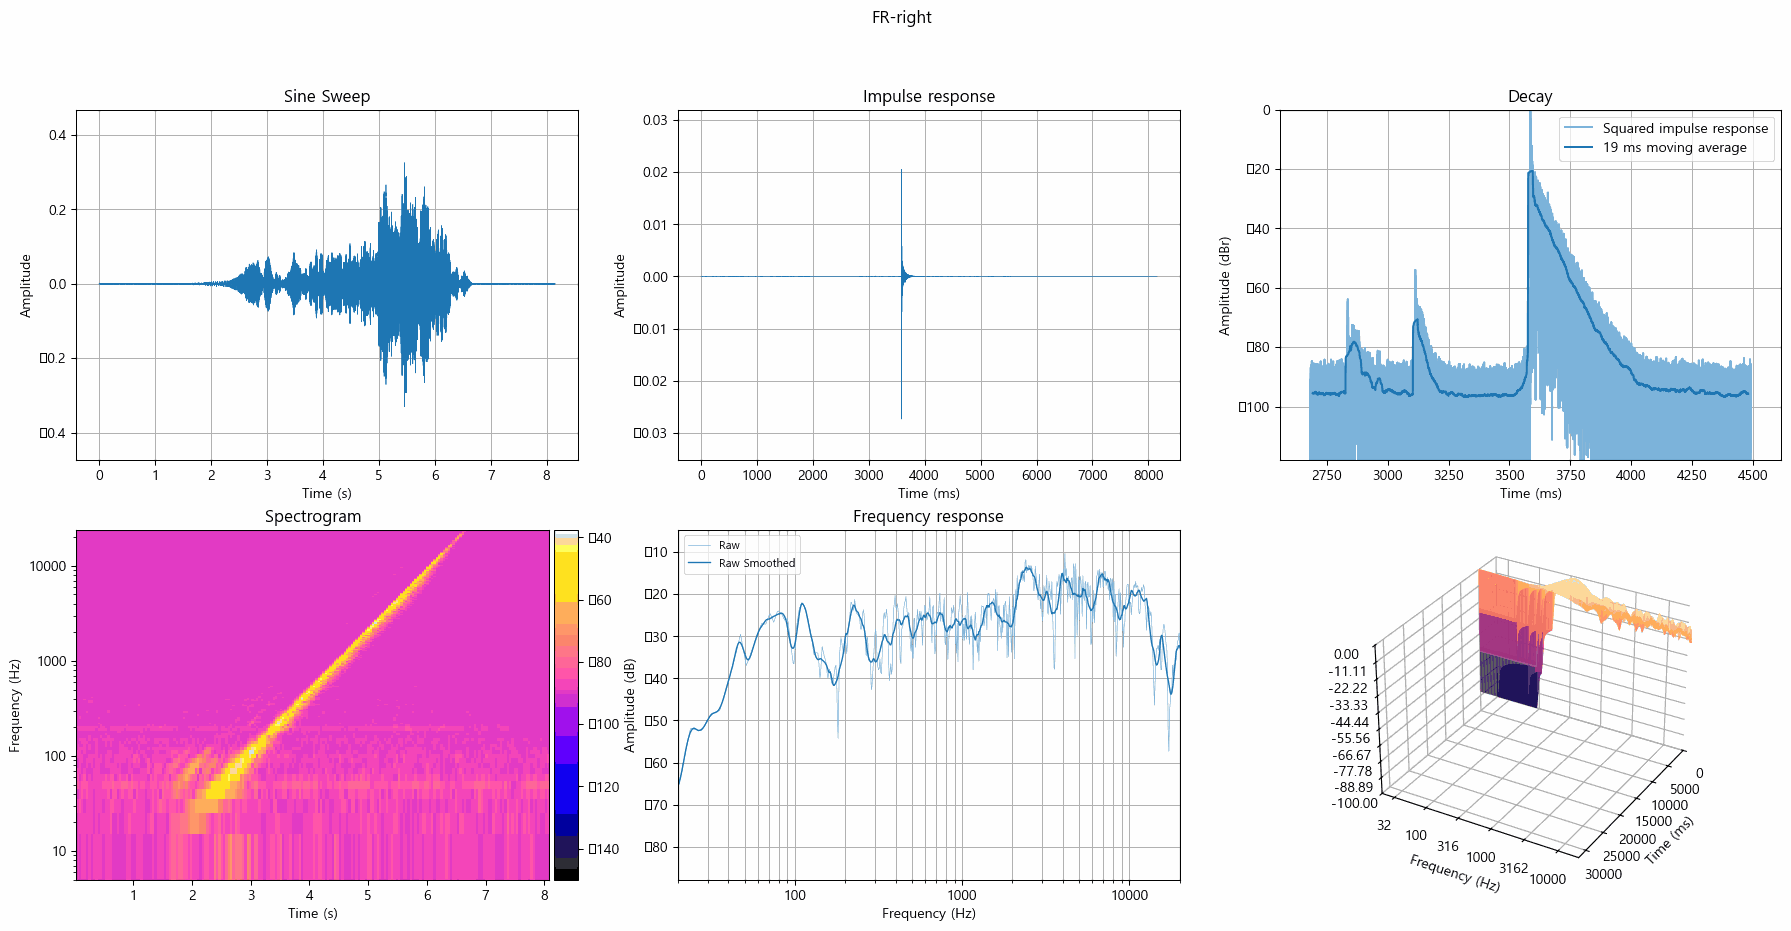 FR-right
Sine Sweep
Amplitude
0.4
0.2
0.0
▯0.2
▯0.4
0 1 2 3 4 5 6 7 8
Time (s)
Impulse response
Amplitude
0.03
0.02
0.01
0.00
▯0.01
▯0.02
▯0.03
0 1000 2000 3000 4000 5000 6000 7000 8000
Time (ms)
Decay
Squared impulse response
19 ms moving average
Amplitude (dBr)
0
▯20
▯40
▯60
▯80
▯100
2750 3000 3250 3500 3750 4000 4250 4500
Time (ms)
Spectrogram
Frequency (Hz)
10000
1000
100
10
1 2 3 4 5 6 7 8
Time (s)
▯40
▯60
▯80
▯100
▯120
▯140
Frequency response
Raw
Raw Smoothed
Amplitude (dB)
▯10
▯20
▯30
▯40
▯50
▯60
▯70
▯80
100 1000 10000
Frequency (Hz)
0.00
-11.11
-22.22
-33.33
-44.44
-55.56
-66.67
-77.78
-88.89
-100.00
32 100 316 1000 3162 10000
Frequency (Hz)
0
5000
10000
15000
20000
25000
30000
Time (ms)